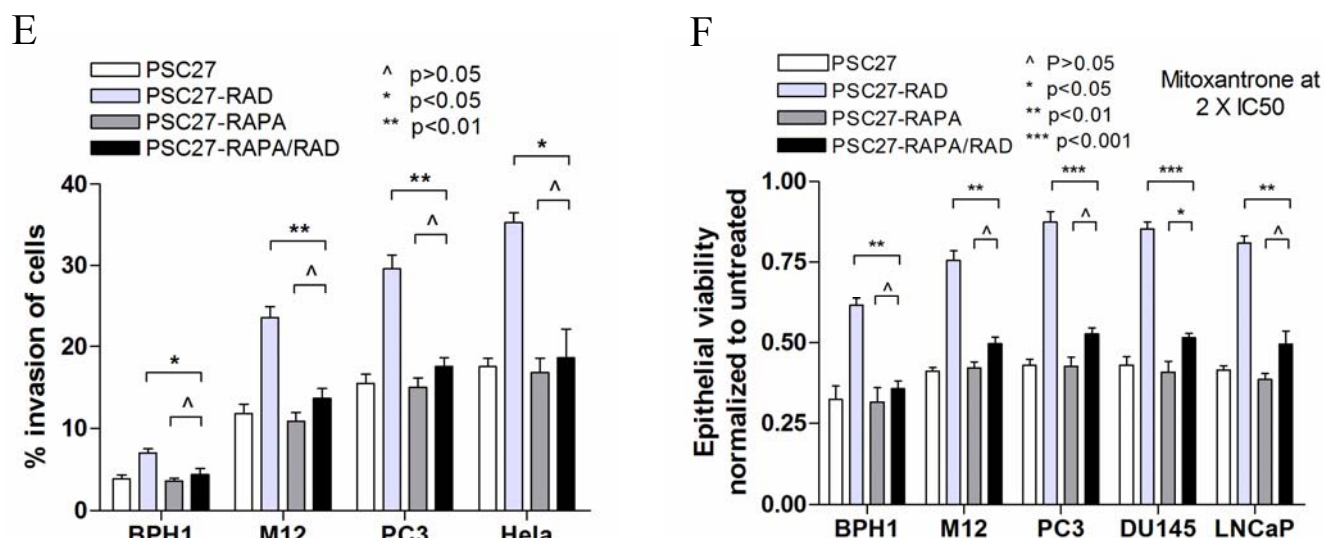 E
PSC27
PSC27-RAD
PSC27-RAPA
PSC27-RAPA/RAD
^ p>0.05
* p<0.05
** p<0.01
% invasion of cells
40
30
20
10
0
* ^
** ^
** ^
* ^
BPH1 M12 PC3 Hela
F
PSC27
PSC27-RAD
PSC27-RAPA
PSC27-RAPA/RAD
^ P>0.05
* p<0.05
** p<0.01
*** p<0.001
Mitoxantrone at
2 X IC50
Epithelial viability
normalized to untreated
1.00
0.75
0.50
0.25
0.00
** ^
** ^
*** ^
*** *
** ^
BPH1 M12 PC3 DU145 LNCaP